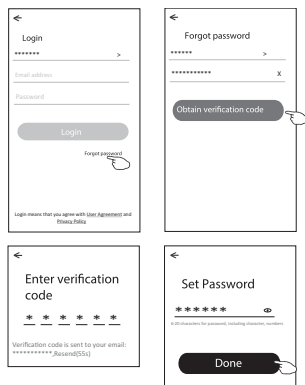 Login
*******
>
Email address
Password
Login
Forgot password
Login means that you agree with User Agreement and
Privacy Policy
Forgot password
******
>
***********
X
Obtain verification code
Enter verification
code
* * * * * *
Verification code is sent to your email:
***********,Resend(55s)
Set Password
******
6-20 characters for password, including character, numbers
Done